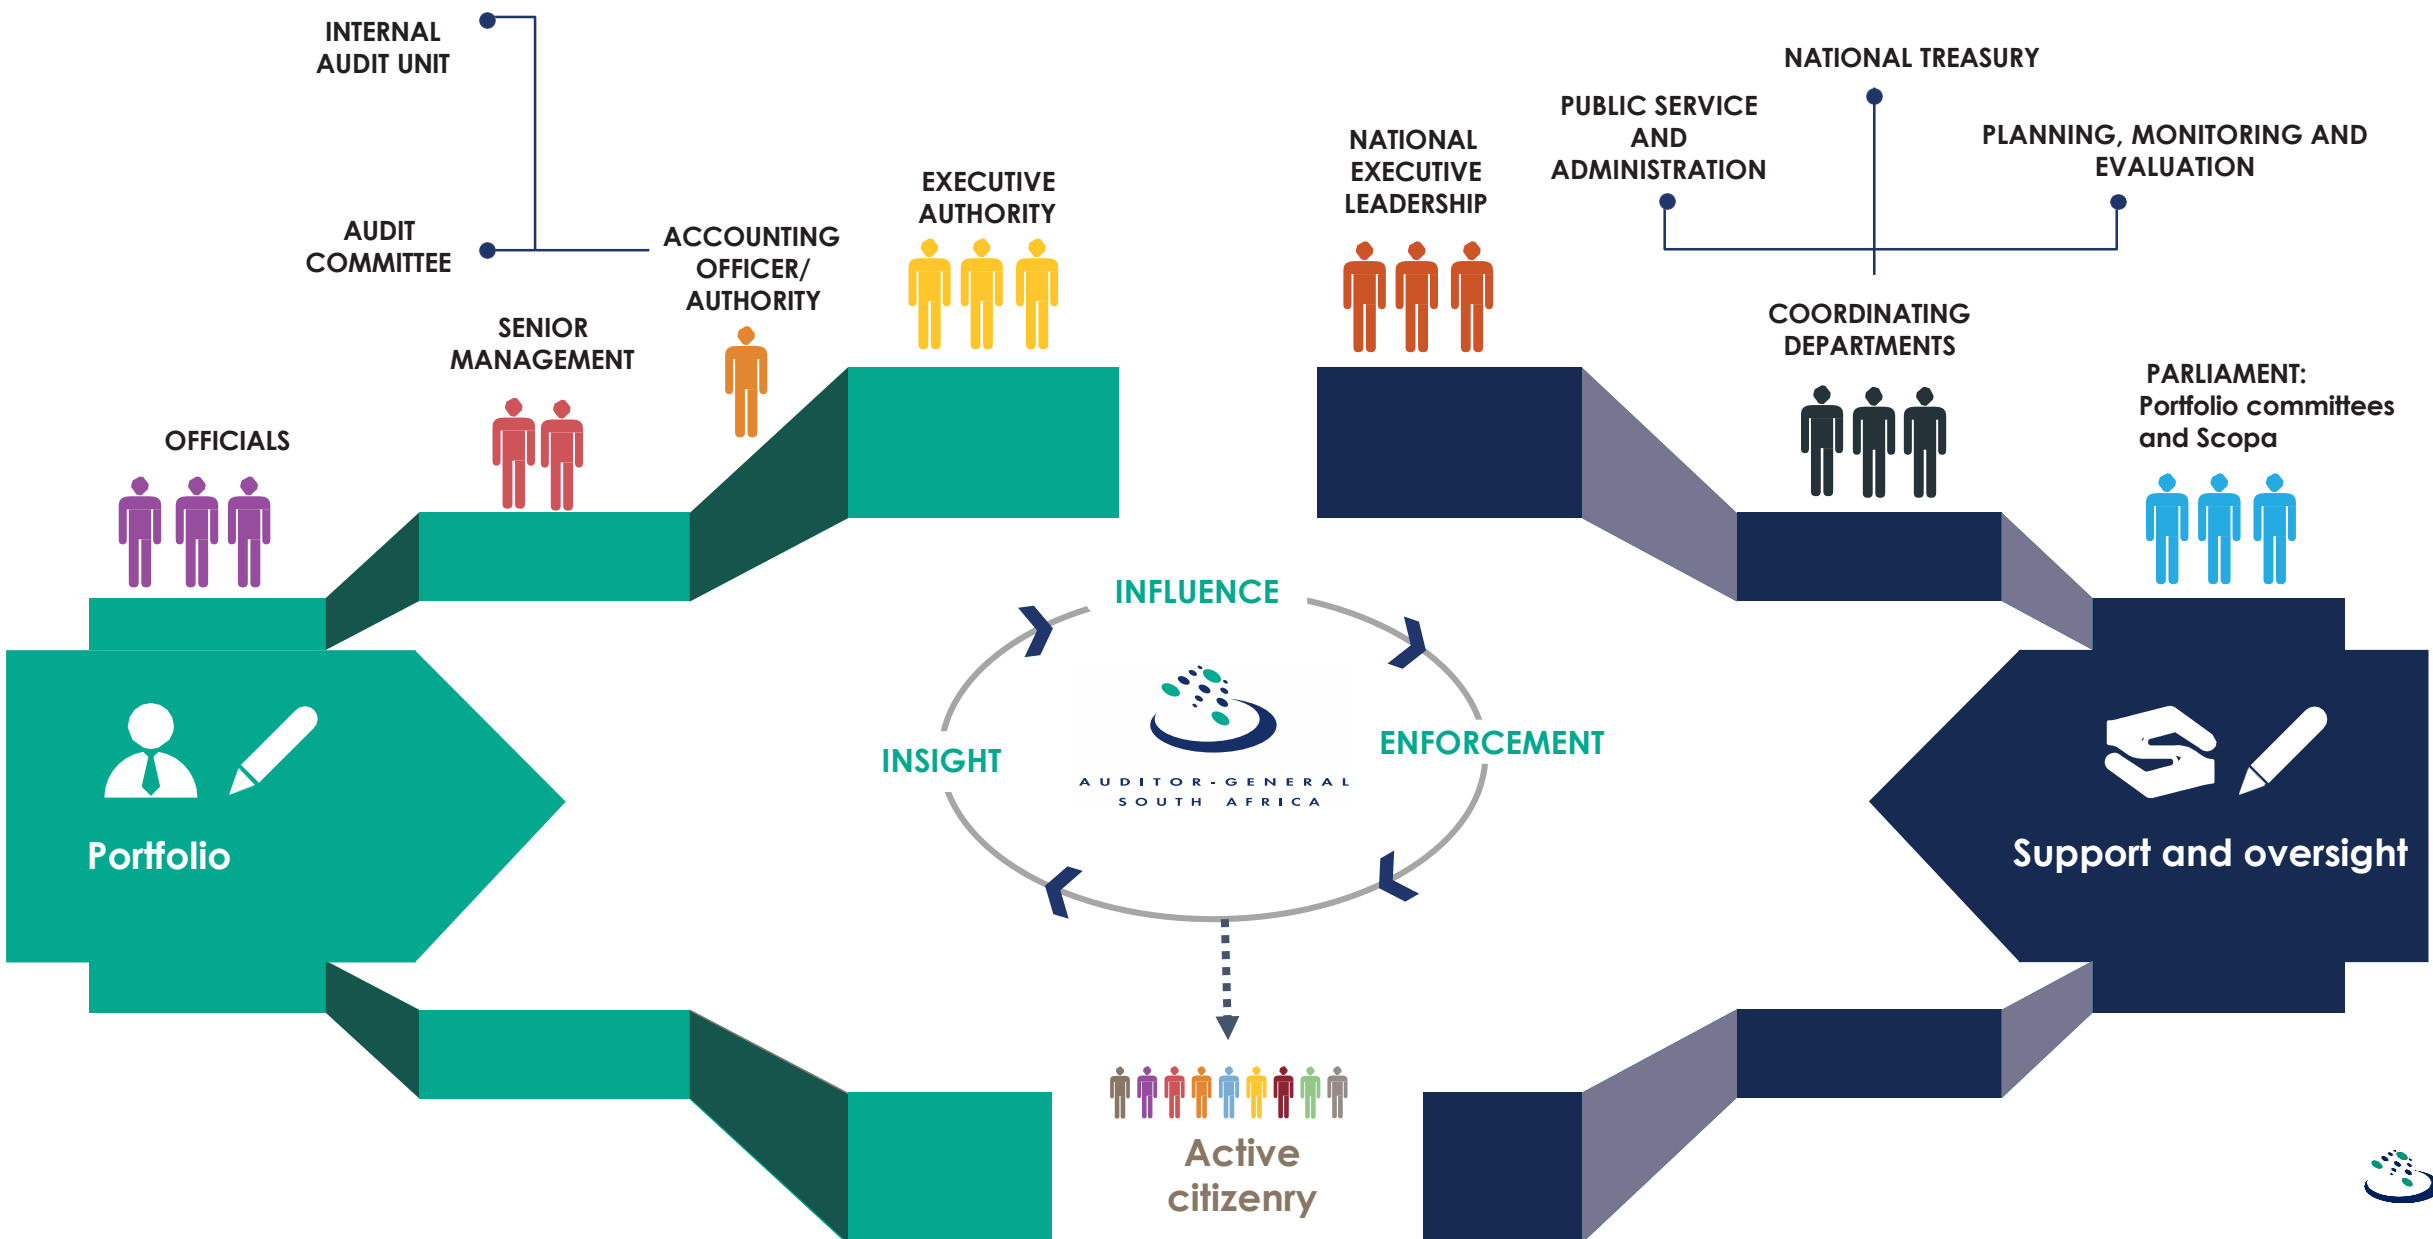 INTERNAL
AUDIT UNIT
AUDIT
COMMITTEE
OFFICIALS
SENIOR
MANAGEMENT
ACCOUNTING
OFFICER/
AUTHORITY
EXECUTIVE
AUTHORITY
NATIONAL
EXECUTIVE
LEADERSHIP
PUBLIC SERVICE
AND
ADMINISTRATION
NATIONAL TREASURY
PLANNING, MONITORING AND
EVALUATION
COORDINATING
DEPARTMENTS
PARLIAMENT:
Portfolio committees
and Scopa
INFLUENCE
INSIGHT
ENFORCEMENT
AUDITOR-GENERAL
SOUTH AFRICA
Portfolio
Support and oversight
Active
citizenry